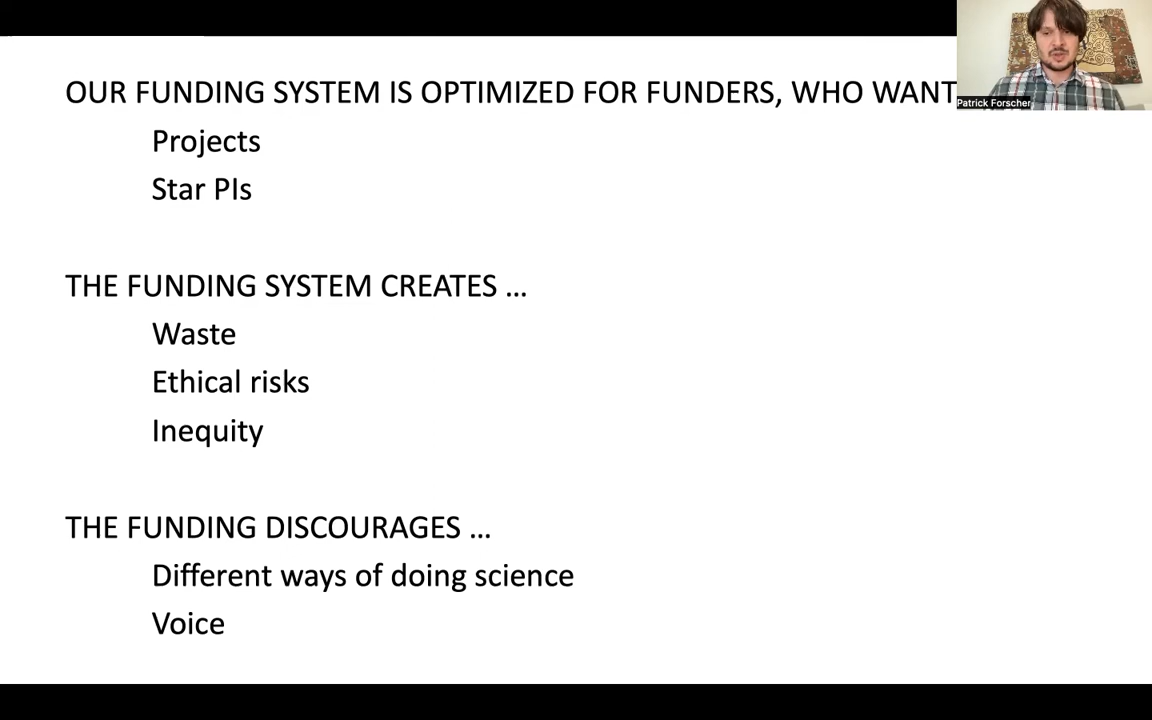 OUR FUNDING SYSTEM IS OPTIMIZED FOR FUNDERS, WHO WANT
Patrick Forscher
Projects
Star PIs
THE FUNDING SYSTEM CREATES ...
Waste
Ethical risks
Inequity
THE FUNDING DISCOURAGES ...
Different ways of doing science
Voice